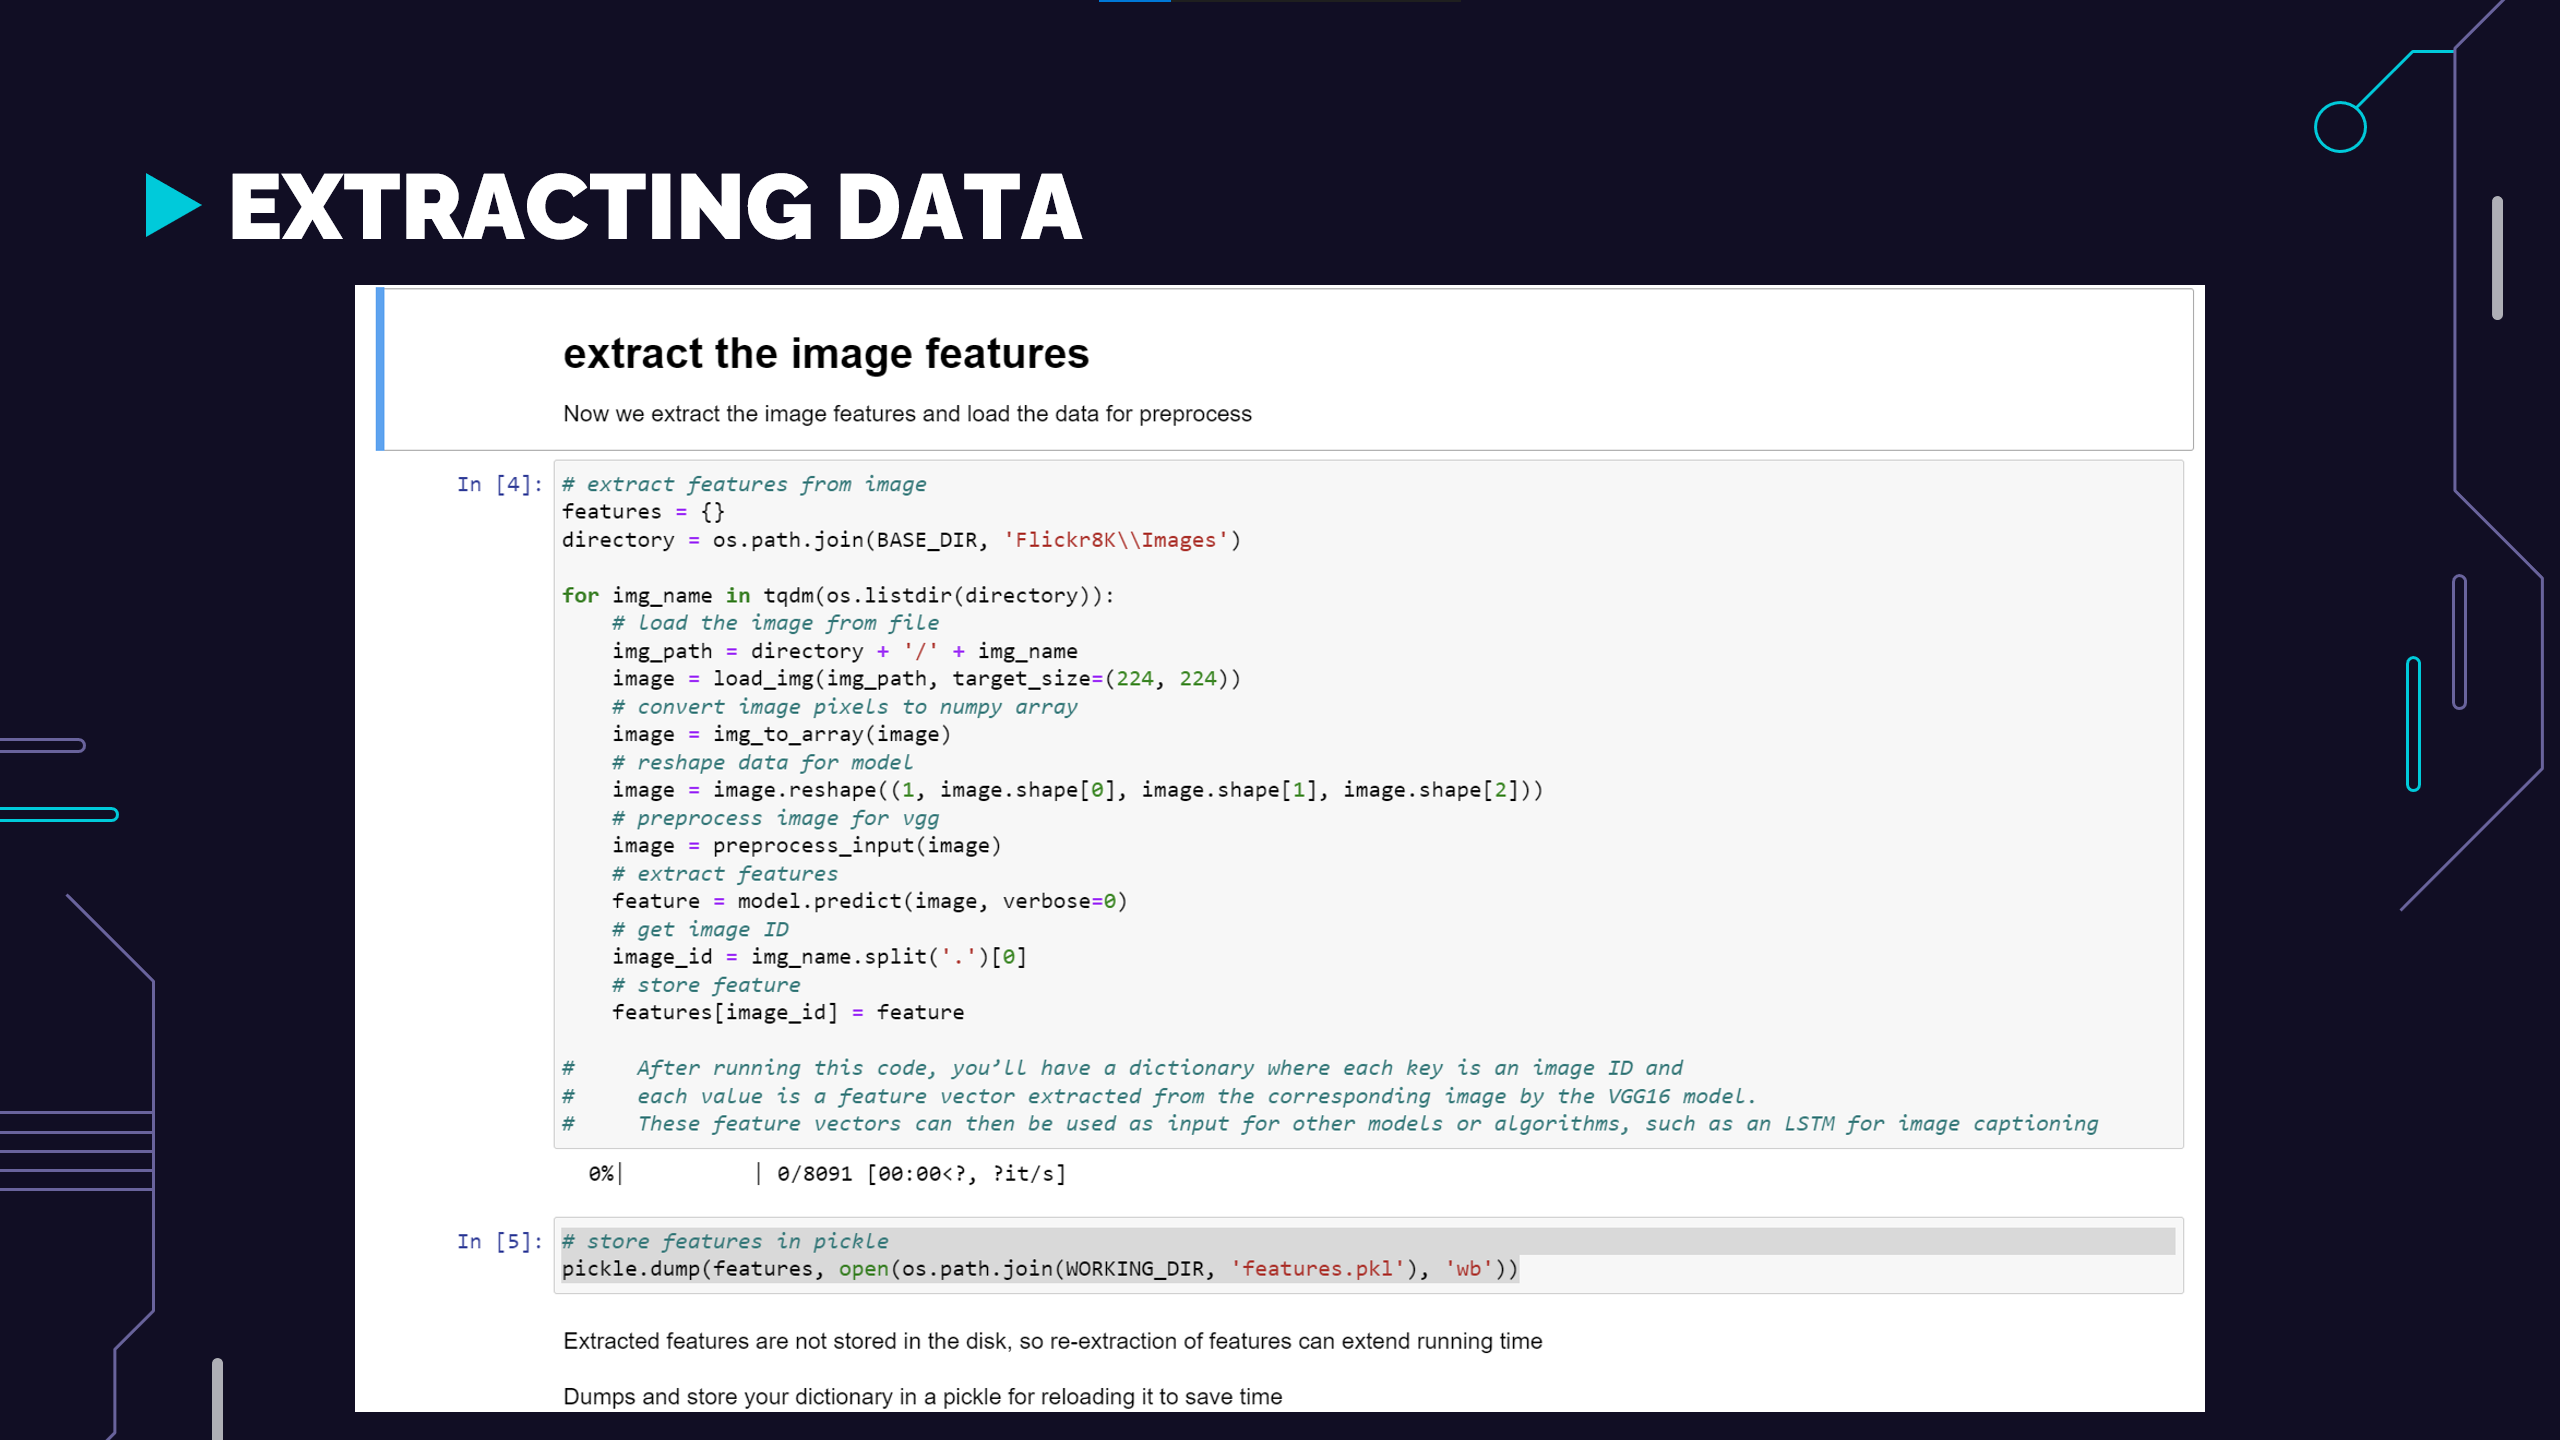 EXTRACTING DATA
extract the image features
Now we extract the image features and load the data for preprocess
In [4]: # extract features from image
features = {}
directory = os.path.join(BASE_DIR, 'Flickr8K\\Images')
for img_name in tqdm(os.listdir(directory)):
    # load the image from file
    img_path = directory + '/' + img_name
    image = load_img(img_path, target_size=(224, 224))
    # convert image pixels to numpy array
    image = img_to_array(image)
    # reshape data for model
    image = image.reshape((1, image.shape[0], image.shape[1], image.shape[2]))
    # preprocess image for vgg
    image = preprocess_input(image)
    # extract features
    feature = model.predict(image, verbose=0)
    # get image ID
    image_id = img_name.split('.')[0]
    # store feature
    features[image_id] = feature
#     After running this code, you’ll have a dictionary where each key is an image ID and
#     each value is a feature vector extracted from the corresponding image by the VGG16 model.
#     These feature vectors can then be used as input for other models or algorithms, such as an LSTM for image captioning
0%|          | 0/8091 [00:00<?, ?it/s]
In [5]: # store features in pickle
pickle.dump(features, open(os.path.join(WORKING_DIR, 'features.pkl'), 'wb'))
Extracted features are not stored in the disk, so re-extraction of features can extend running time
Dumps and store your dictionary in a pickle for reloading it to save time